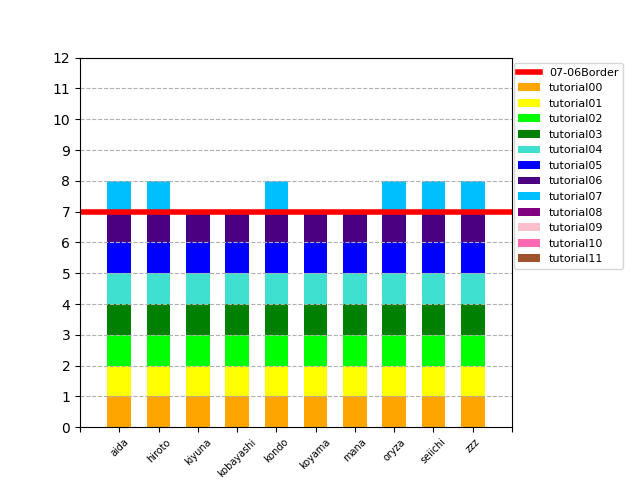 12
11
10
9
8
7
6
5
4
3
2
1
0
aida
hiroto
kiyuna
kobayashi
kondo
koyama
mana
oryza
seiichi
zzz
07-06Border
tutorial00
tutorial01
tutorial02
tutorial03
tutorial04
tutorial05
tutorial06
tutorial07
tutorial08
tutorial09
tutorial10
tutorial11